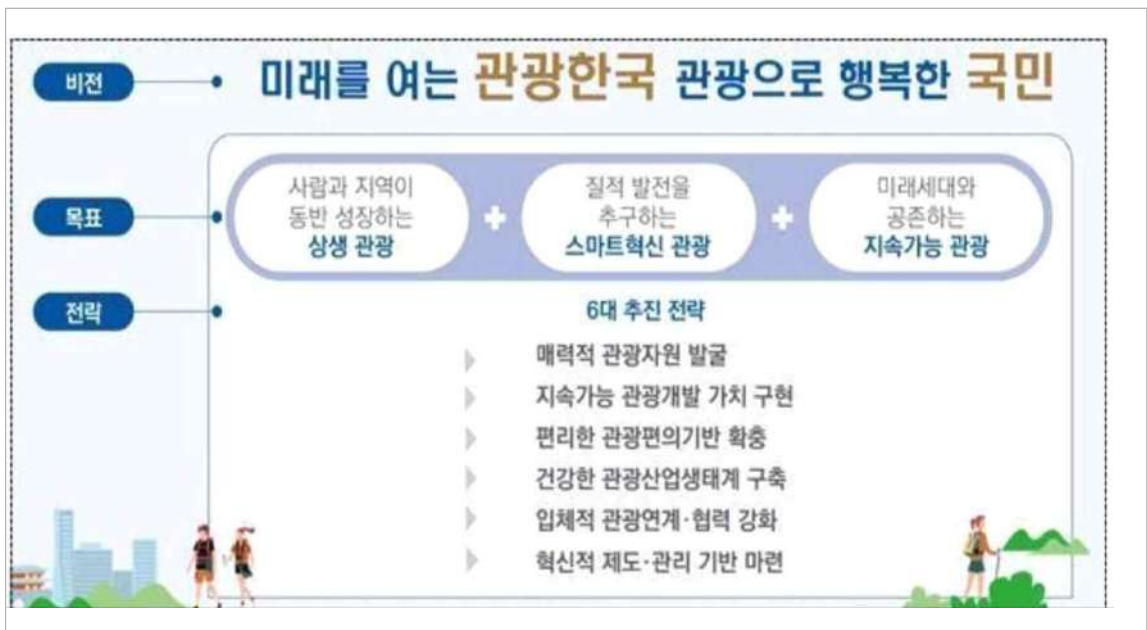 비전
미래를 여는 관광한국 관광으로 행복한 국민
목표
사람과 지역이
동반 성장하는
상생 관광
+
질적 발전을
추구하는
스마트혁신 관광
+
미래세대와
공존하는
지속가능 관광
전략
6대 추진 전략
매력적 관광자원 발굴
지속가능 관광개발 가치 구현
편리한 관광편의기반 확충
건강한 관광산업생태계 구축
입체적 관광연계·협력 강화
혁신적 제도·관리 기반 마련